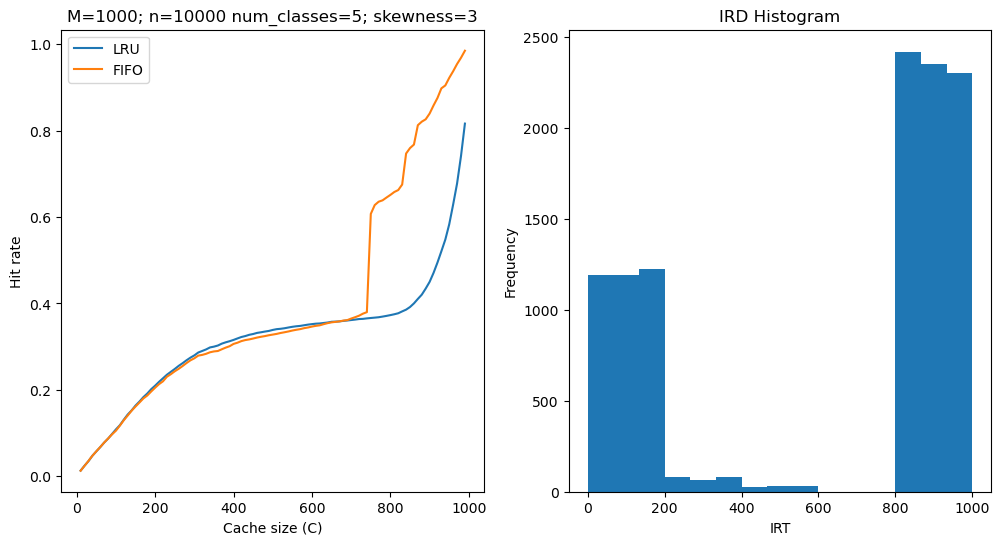 M=1000; n=10000 num_classes=5; skewness=3
LRU
FIFO
1.0
0.8
0.6
0.4
0.2
0.0
Hit rate
0 200 400 600 800 1000
Cache size (C)
IRD Histogram
2500
2000
1500
1000
500
0
Frequency
0 200 400 600 800 1000
IRT